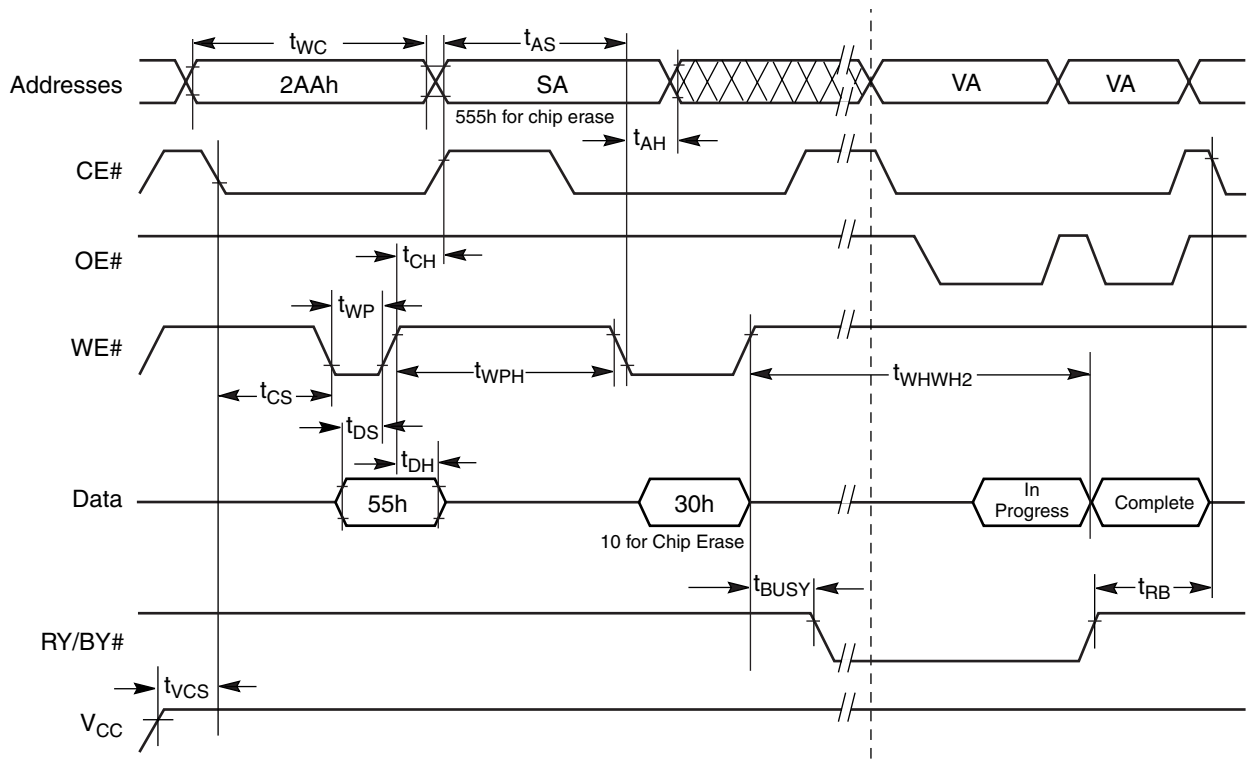 tWC
tAS
Addresses
2AAh
SA
VA
VA
555h for chip erase
tAH
CE#
OE#
tCH
tWP
WE#
tWPH
tWHWH2
tCS
tDS
tDH
Data
55h
30h
In
Progress
Complete
10 for Chip Erase
tBUSY
tRB
RY/BY#
tVCS
VCC